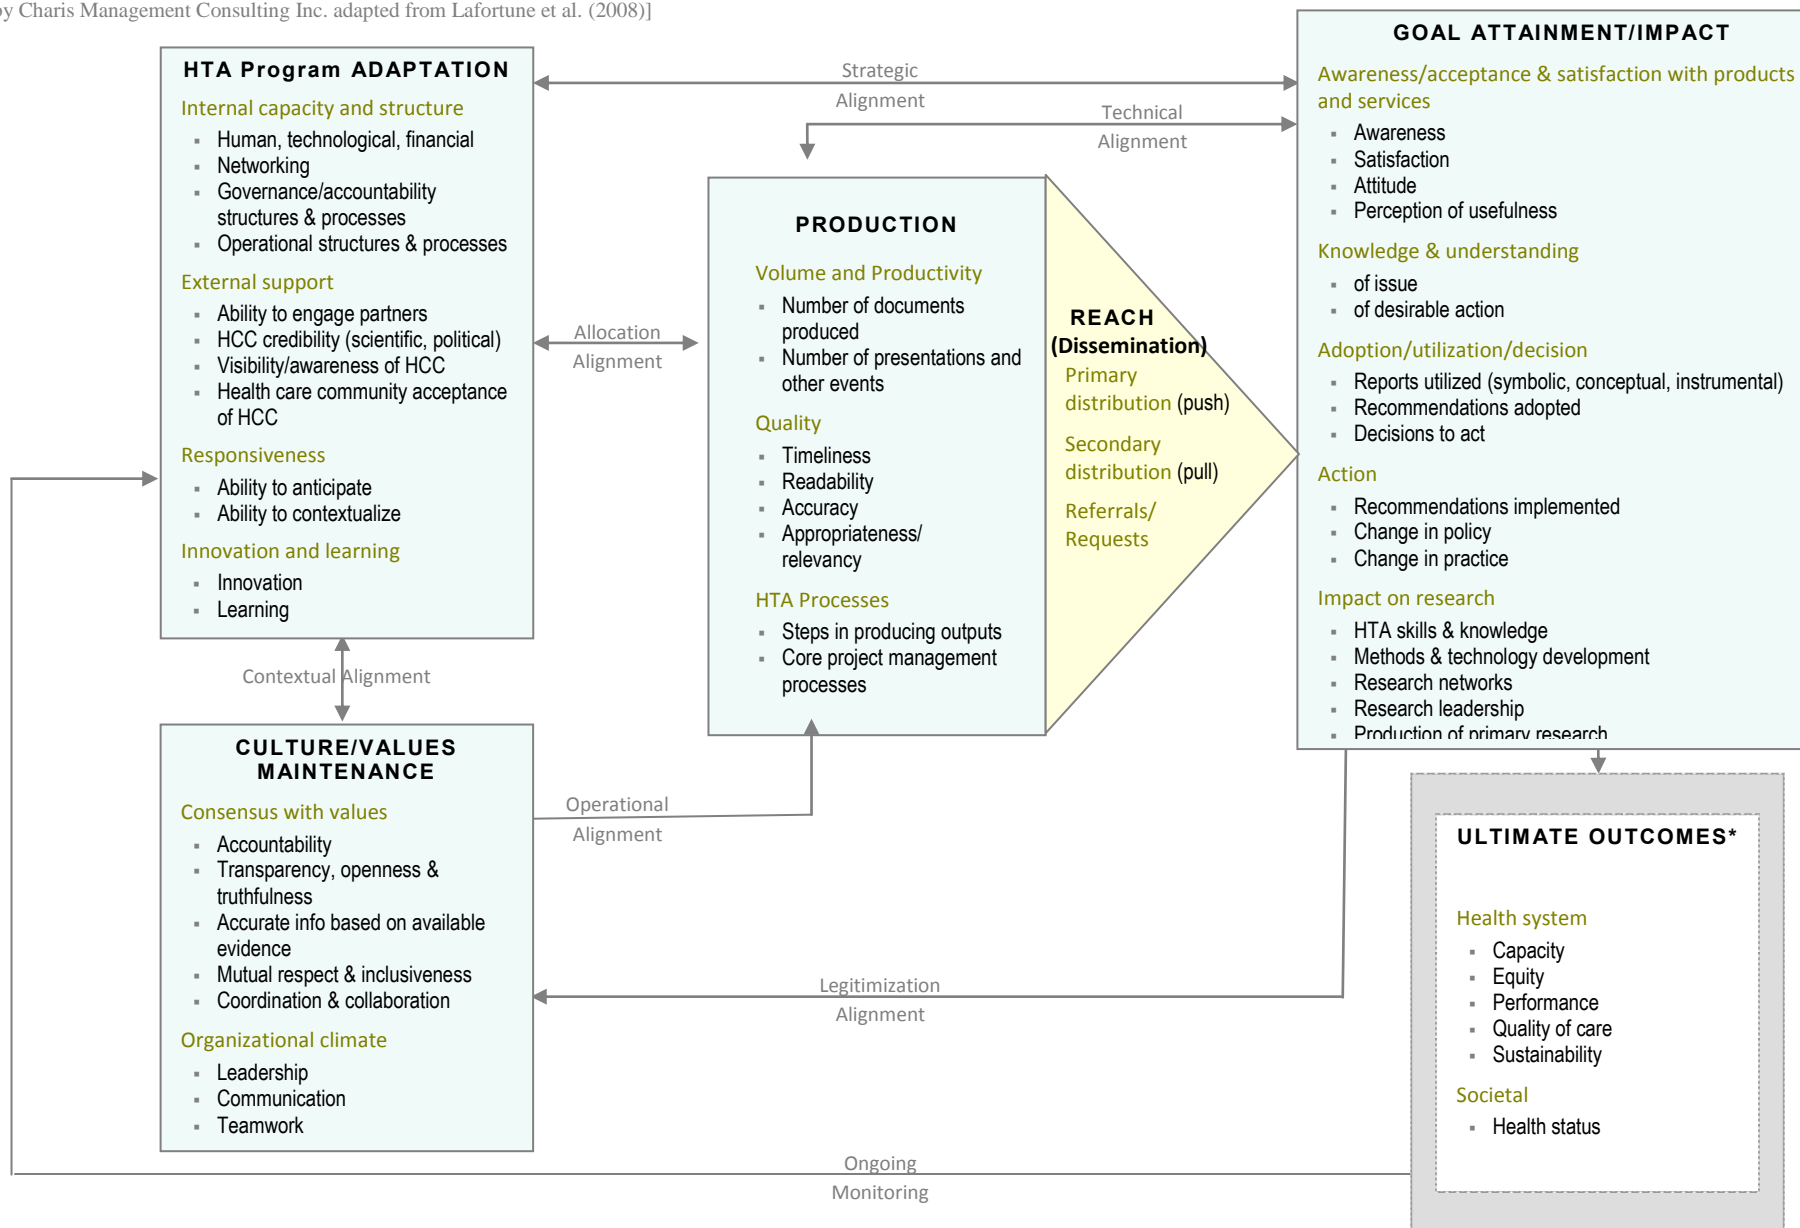 by Charis Management Consulting Inc. adapted from Lafortune et al. (2008)]
HTA Program ADAPTATION
Internal capacity and structure
▪ Human, technological, financial
▪ Networking
▪ Governance/accountability
structures & processes
▪ Operational structures & processes
External support
▪ Ability to engage partners
▪ HCC credibility (scientific, political)
▪ Visibility/awareness of HCC
▪ Health care community acceptance
of HCC
Responsiveness
▪ Ability to anticipate
▪ Ability to contextualize
Innovation and learning
▪ Innovation
▪ Learning
Contextual Alignment
CULTURE/VALUES
MAINTENANCE
Consensus with values
▪ Accountability
▪ Transparency, openness &
truthfulness
▪ Accurate info based on available
evidence
▪ Mutual respect & inclusiveness
▪ Coordination & collaboration
Organizational climate
▪ Leadership
▪ Communication
▪ Teamwork
Strategic
Alignment
Technical
Alignment
Allocation
Alignment
Operational
Alignment
Legitimization
Alignment
Ongoing
Monitoring
PRODUCTION
Volume and Productivity
▪ Number of documents
produced
▪ Number of presentations and
other events
Quality
▪ Timeliness
▪ Readability
▪ Accuracy
▪ Appropriateness/
relevancy
HTA Processes
▪ Steps in producing outputs
▪ Core project management
processes
REACH
(Dissemination)
Primary
distribution (push)
Secondary
distribution (pull)
Referrals/
Requests
GOAL ATTAINMENT/IMPACT
Awareness/acceptance & satisfaction with products
and services
▪ Awareness
▪ Satisfaction
▪ Attitude
▪ Perception of usefulness
Knowledge & understanding
▪ of issue
▪ of desirable action
Adoption/utilization/decision
▪ Reports utilized (symbolic, conceptual, instrumental)
▪ Recommendations adopted
▪ Decisions to act
Action
▪ Recommendations implemented
▪ Change in policy
▪ Change in practice
Impact on research
▪ HTA skills & knowledge
▪ Methods & technology development
▪ Research networks
▪ Research leadership
▪ Production of primary research
ULTIMATE OUTCOMES*
Health system
▪ Capacity
▪ Equity
▪ Performance
▪ Quality of care
▪ Sustainability
Societal
▪ Health status